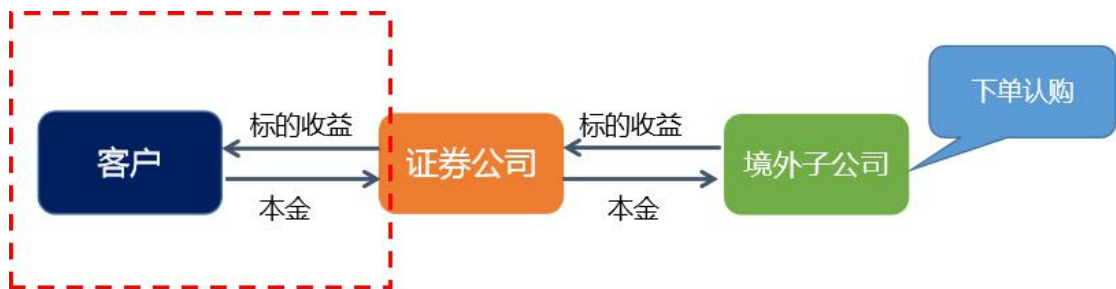 下单认购
标的收益
标的收益
客户
证券公司
境外子公司
本金
本金